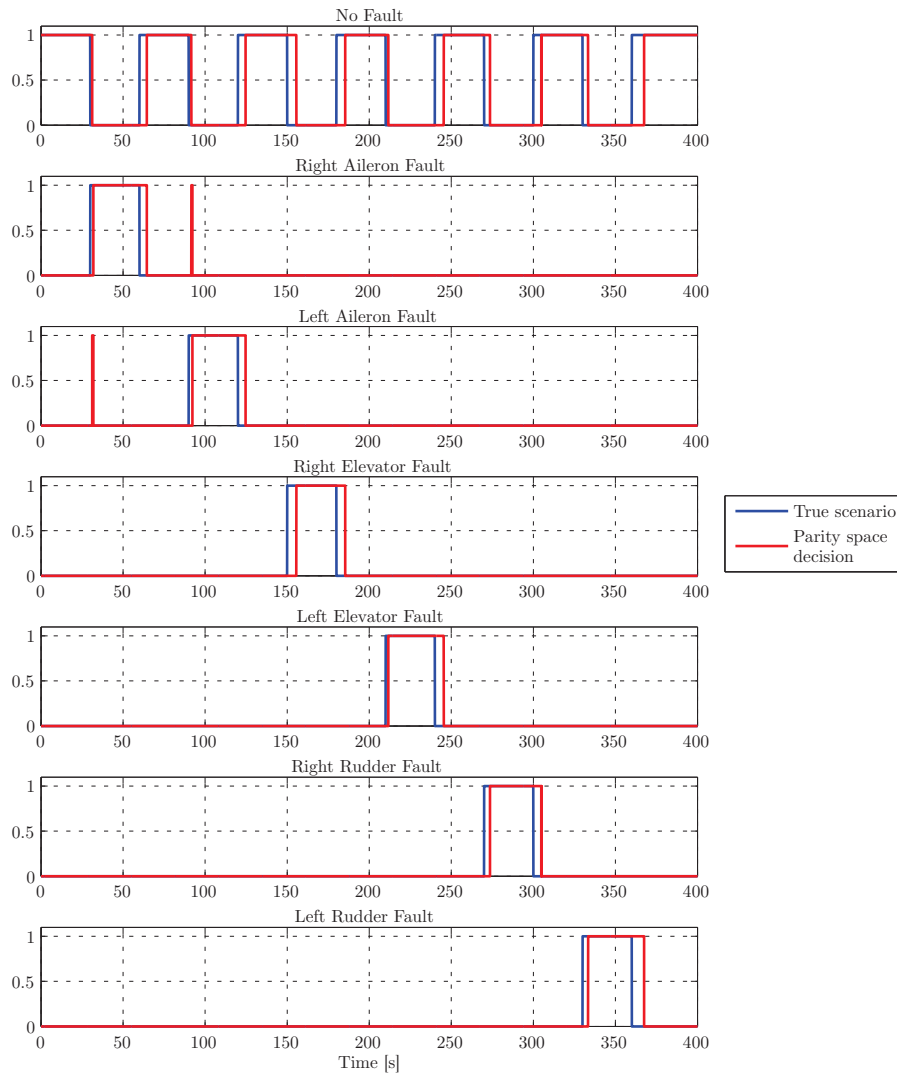 No Fault
1
0.5
0
0 50 100 150 200 250 300 350 400
Right Aileron Fault
1
0.5
0
0 50 100 150 200 250 300 350 400
Left Aileron Fault
1
0.5
0
0 50 100 150 200 250 300 350 400
Right Elevator Fault
1
0.5
0
0 50 100 150 200 250 300 350 400
True scenario
Parity space
decision
Left Elevator Fault
1
0.5
0
0 50 100 150 200 250 300 350 400
Right Rudder Fault
1
0.5
0
0 50 100 150 200 250 300 350 400
Left Rudder Fault
1
0.5
0
0 50 100 150 200 250 300 350 400
Time [s]